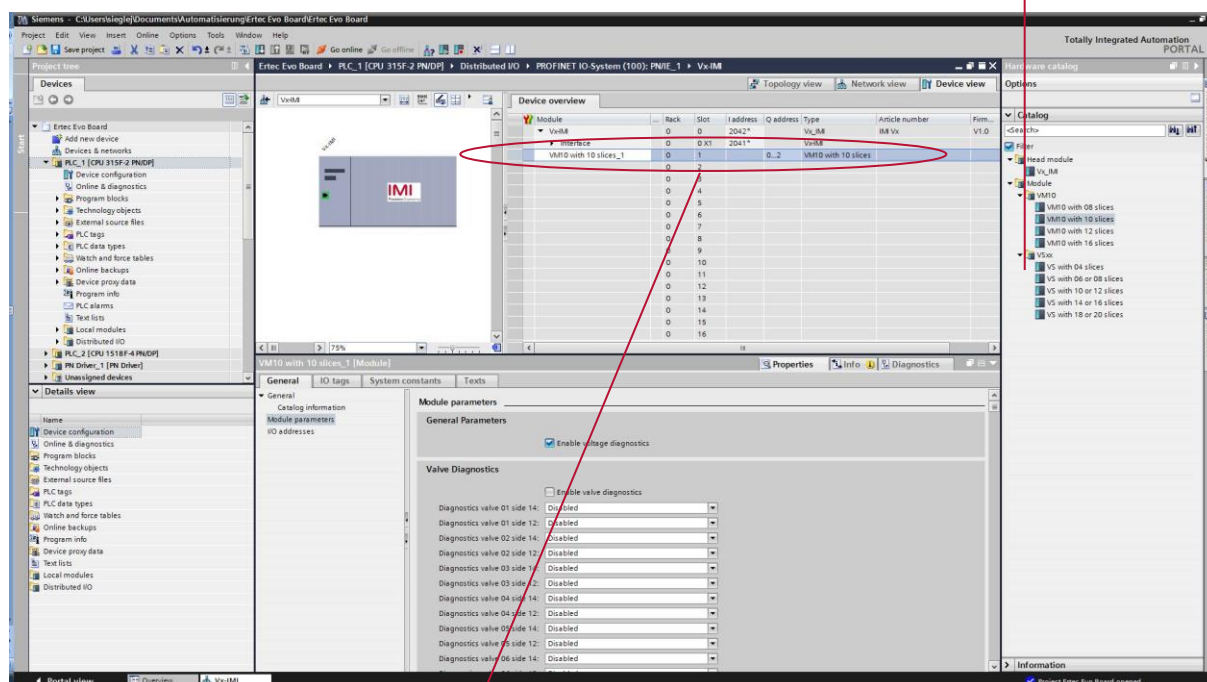 Siemens - C:\Users\sieglej\Documents\Automatisierung\Ertec Evo Board\Ertec Evo Board
Project Edit View Insert Online Options Tools Window Help
Save project Go online Go offline
Totally Integrated Automation
PORTAL
Project tree
Devices
Start
Ertec Evo Board
Add new device
Devices & networks
PLC_1 [CPU 315F-2 PN/DP]
Device configuration
Online & diagnostics
Program blocks
Technology objects
External source files
PLC tags
PLC data types
Watch and force tables
Online backups
Device proxy data
Program info
PLC alarms
Text lists
Local modules
Distributed I/O
PLC_2 [CPU 1518F-4 PN/DP]
PN Driver_1 [PN Driver]
Unassigned devices
Details view
Name
Device configuration
Online & diagnostics
Program blocks
Technology objects
External source files
PLC tags
PLC data types
Watch and force tables
Online backups
Program info
Device proxy data
Text lists
Local modules
Distributed I/O
Ertec Evo Board PLC_1 [CPU 315F-2 PN/DP] Distributed I/O PROFINET IO-System (100): PN/IE_1 Vx-IMI
Topology view Network view Device view
Vx-IMI
Vx-IMI
IMI
75%
Device overview
Module ... Rack Slot I address Q address Type Article number Firm...
Vx-IMI 0 0 2042* Vx_IMI IMI Vx V1.0
Interface 0 0 X1 2041* Vx-IMI
VM10 with 10 slices_1 0 1 0...2 VM10 with 10 slices
0 2
0 3
0 4
0 5
0 6
0 7
0 8
0 9
0 10
0 11
0 12
0 13
0 14
0 15
0 16
VM10 with 10 slices_1 [Module]
Properties Info Diagnostics
General IO tags System constants Texts
General
Catalog information
Module parameters
I/O addresses
Module parameters
General Parameters
Enable voltage diagnostics
Valve Diagnostics
Enable valve diagnostics
Diagnostics valve 01 side 14: Disabled
Diagnostics valve 01 side 12: Disabled
Diagnostics valve 02 side 14: Disabled
Diagnostics valve 02 side 12: Disabled
Diagnostics valve 03 side 14: Disabled
Diagnostics valve 03 side 12: Disabled
Diagnostics valve 04 side 14: Disabled
Diagnostics valve 04 side 12: Disabled
Diagnostics valve 05 side 14: Disabled
Diagnostics valve 05 side 12: Disabled
Diagnostics valve 06 side 14: Disabled
Hardware catalog
Options
Catalog
<Search>
Filter
Head module
Vx_IMI
Module
VM10
VM10 with 08 slices
VM10 with 10 slices
VM10 with 12 slices
VM10 with 16 slices
VSxx
VS with 04 slices
VS with 06 or 08 slices
VS with 10 or 12 slices
VS with 14 or 16 slices
VS with 18 or 20 slices
Information
Portal view Overview Vx-IMI
Project Ertec Evo Board opened